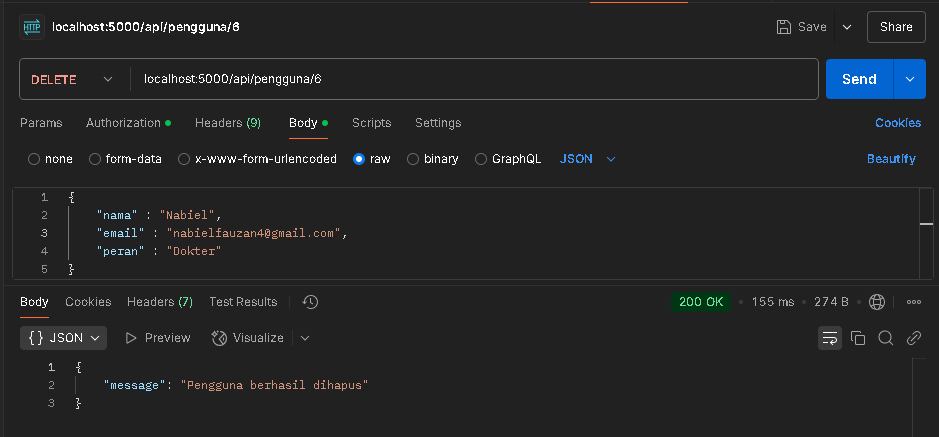 HTTP localhost:5000/api/pengguna/6 Save Share
DELETE localhost:5000/api/pengguna/6 Send
Params Authorization Headers (9) Body Scripts Settings Cookies
none form-data x-www-form-urlencoded raw binary GraphQL JSON Beautify
1 {
2 "nama" : "Nabiel",
3 "email" : "nabielfauzan4@gmail.com",
4 "peran" : "Dokter"
5 }
Body Cookies Headers (7) Test Results 200 OK • 155 ms • 274 B •
{} JSON Preview Visualize
1 {
2 "message": "Pengguna berhasil dihapus"
3 }